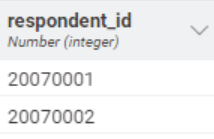 respondent_id
Number (integer)
20070001
20070002